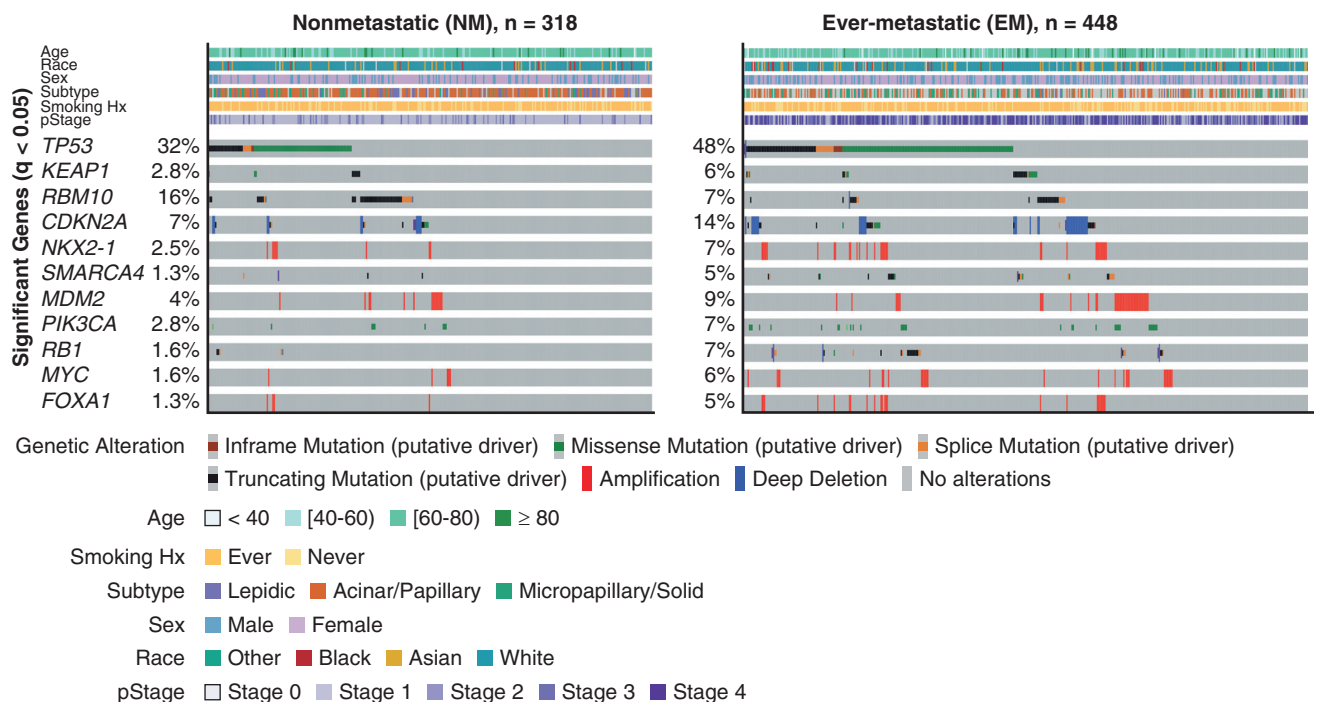 Nonmetastatic (NM), n = 318
Ever-metastatic (EM), n = 448
Significant Genes (q < 0.05)
Age
Race
Sex
Subtype
Smoking Hx
pStage
TP53 32% 48%
KEAP1 2.8% 6%
RBM10 16% 7%
CDKN2A 7% 14%
NKX2-1 2.5% 7%
SMARCA4 1.3% 5%
MDM2 4% 9%
PIK3CA 2.8% 7%
RB1 1.6% 7%
MYC 1.6% 6%
FOXA1 1.3% 5%
Genetic Alteration Inframe Mutation (putative driver) Missense Mutation (putative driver) Splice Mutation (putative driver)
Truncating Mutation (putative driver) Amplification Deep Deletion No alterations
Age < 40 [40-60) [60-80) ≥ 80
Smoking Hx Ever Never
Subtype Lepidic Acinar/Papillary Micropapillary/Solid
Sex Male Female
Race Other Black Asian White
pStage Stage 0 Stage 1 Stage 2 Stage 3 Stage 4